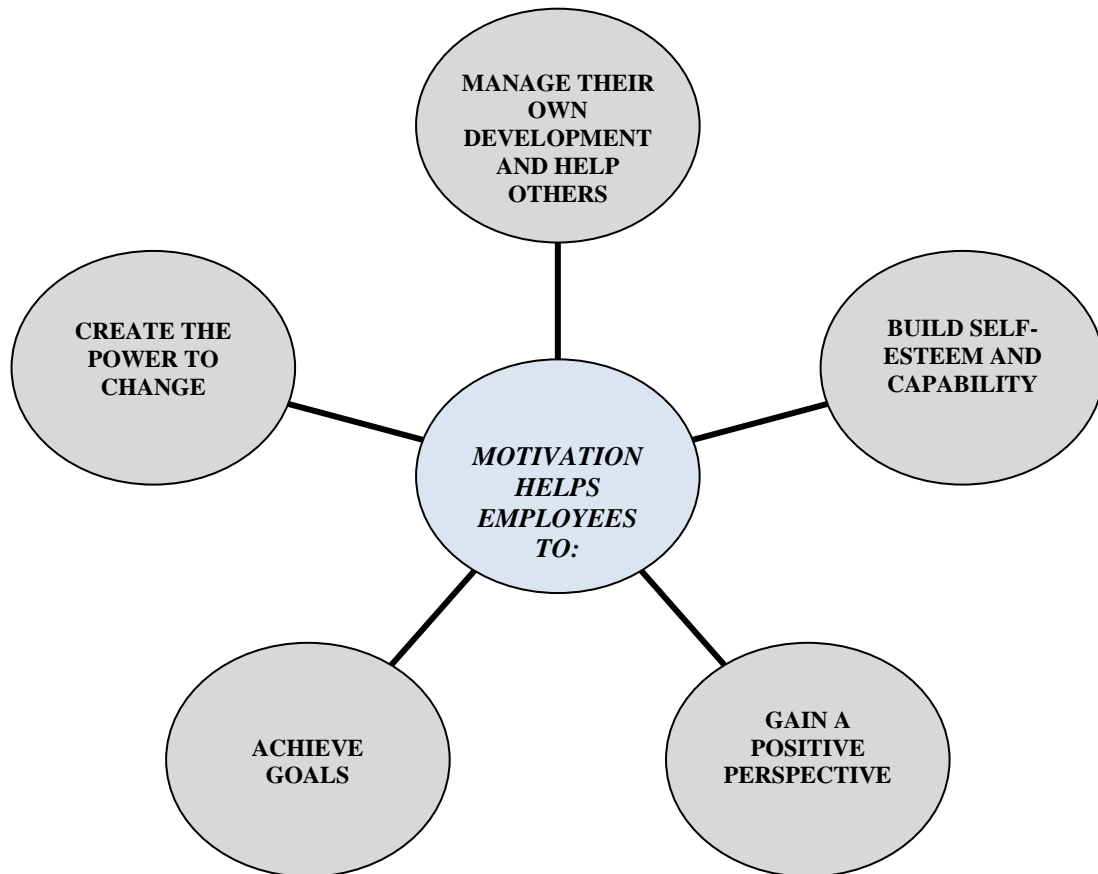 MANAGE THEIR
OWN
DEVELOPMENT
AND HELP
OTHERS
CREATE THE
POWER TO
CHANGE
BUILD SELF-
ESTEEM AND
CAPABILITY
MOTIVATION
HELPS
EMPLOYEES
TO:
ACHIEVE
GOALS
GAIN A
POSITIVE
PERSPECTIVE